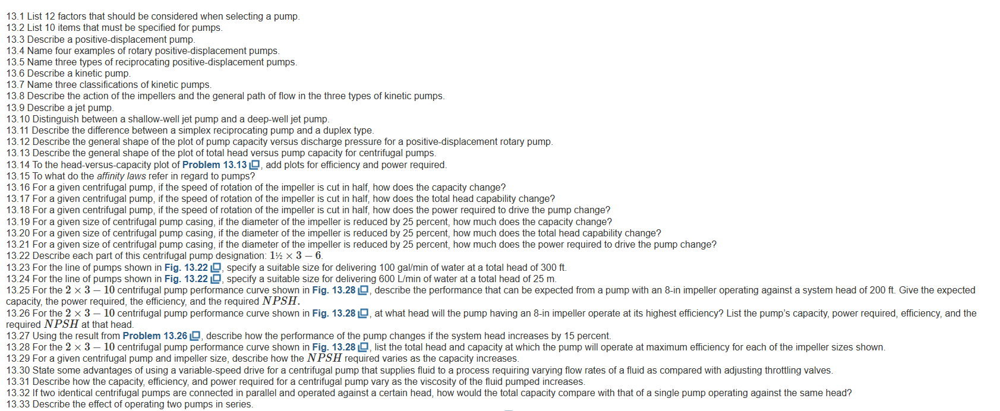 13.1 List 12 factors that should be considered when selecting a pump.
13.2 List 10 items that must be specified for pumps.
13.3 Describe a positive-displacement pump.
13.4 Name four examples of rotary positive-displacement pumps.
13.5 Name three types of reciprocating positive-displacement pumps.
13.6 Describe a kinetic pump.
13.7 Name three classifications of kinetic pumps.
13.8 Describe the action of the impellers and the general path of flow in the three types of kinetic pumps.
13.9 Describe a jet pump.
13.10 Distinguish between a shallow-well jet pump and a deep-well jet pump.
13.11 Describe the difference between a simplex reciprocating pump and a duplex type.
13.12 Describe the general shape of the plot of pump capacity versus discharge pressure for a positive-displacement rotary pump.
13.13 Describe the general shape of the plot of total head versus pump capacity for centrifugal pumps.
13.14 To the head-versus-capacity plot of Problem 13.13, add plots for efficiency and power required.
13.15 To what do the affinity laws refer in regard to pumps?
13.16 For a given centrifugal pump, if the speed of rotation of the impeller is cut in half, how does the capacity change?
13.17 For a given centrifugal pump, if the speed of rotation of the impeller is cut in half, how does the total head capability change?
13.18 For a given centrifugal pump, if the speed of rotation of the impeller is cut in half, how does the power required to drive the pump change?
13.19 For a given size of centrifugal pump casing, if the diameter of the impeller is reduced by 25 percent, how much does the capacity change?
13.20 For a given size of centrifugal pump casing, if the diameter of the impeller is reduced by 25 percent, how much does the total head capability change?
13.21 For a given size of centrifugal pump casing, if the diameter of the impeller is reduced by 25 percent, how much does the power required to drive the pump change?
13.22 Describe each part of this centrifugal pump designation: 1½ × 3 − 6.
13.23 For the line of pumps shown in Fig. 13.22, specify a suitable size for delivering 100 gal/min of water at a total head of 300 ft.
13.24 For the line of pumps shown in Fig. 13.22, specify a suitable size for delivering 600 L/min of water at a total head of 25 m.
13.25 For the 2 × 3 − 10 centrifugal pump performance curve shown in Fig. 13.28, describe the performance that can be expected from a pump with an 8-in impeller operating against a system head of 200 ft. Give the expected
capacity, the power required, the efficiency, and the required NPSH.
13.26 For the 2 × 3 − 10 centrifugal pump performance curve shown in Fig. 13.28, at what head will the pump having an 8-in impeller operate at its highest efficiency? List the pump's capacity, power required, efficiency, and the
required NPSH at that head.
13.27 Using the result from Problem 13.26, describe how the performance of the pump changes if the system head increases by 15 percent.
13.28 For the 2 × 3 − 10 centrifugal pump performance curve shown in Fig. 13.28, list the total head and capacity at which the pump will operate at maximum efficiency for each of the impeller sizes shown.
13.29 For a given centrifugal pump and impeller size, describe how the NPSH required varies as the capacity increases.
13.30 State some advantages of using a variable-speed drive for a centrifugal pump that supplies fluid to a process requiring varying flow rates of a fluid as compared with adjusting throttling valves.
13.31 Describe how the capacity, efficiency, and power required for a centrifugal pump vary as the viscosity of the fluid pumped increases.
13.32 If two identical centrifugal pumps are connected in parallel and operated against a certain head, how would the total capacity compare with that of a single pump operating against the same head?
13.33 Describe the effect of operating two pumps in series.